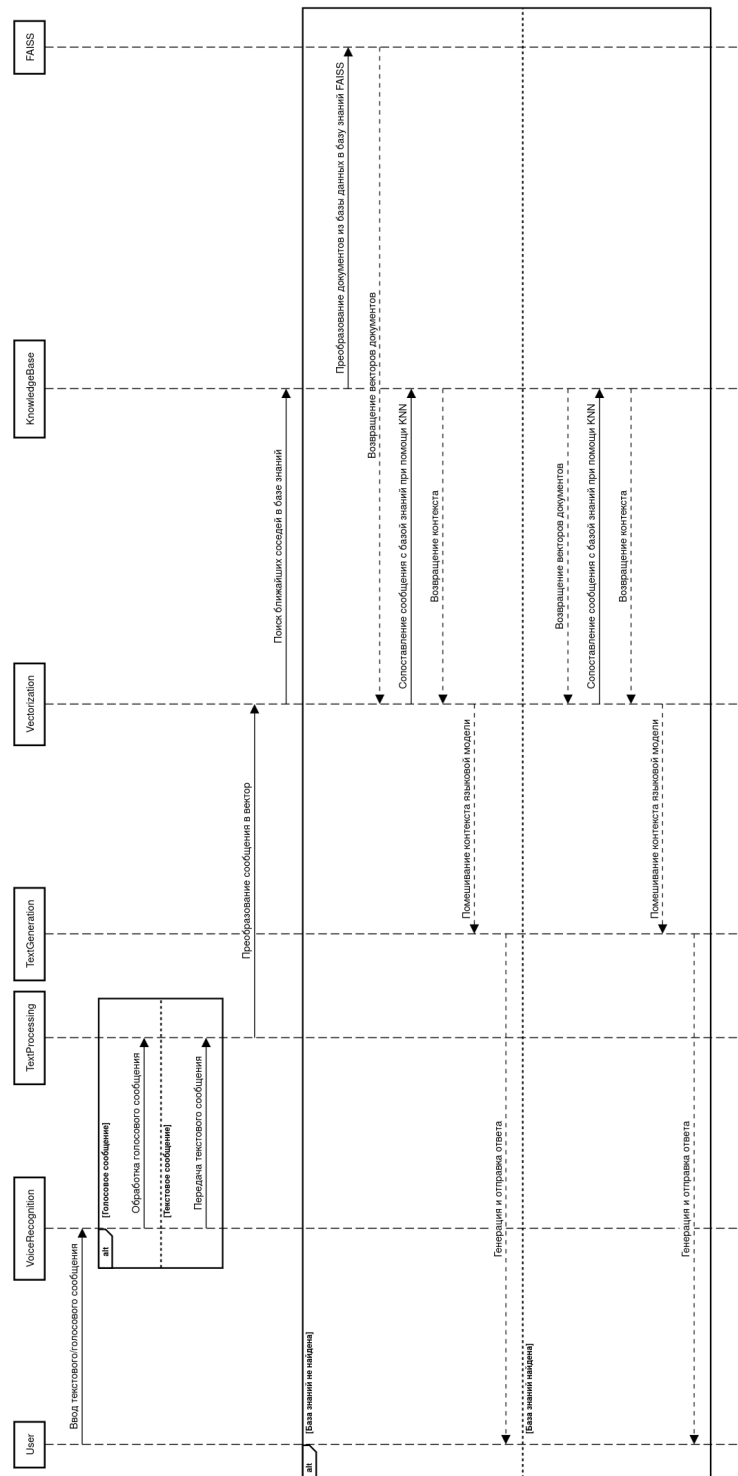 User
VoiceRecognition
TextProcessing
TextGeneration
Vectorization
KnowledgeBase
FAISS
Ввод текстового/голосового сообщения
alt
[Голосовое сообщение]
Обработка голосового сообщения
[Текстовое сообщение]
Передача текстового сообщения
Преобразование сообщения в вектор
Поиск ближайших соседей в базе знаний
alt
[База знаний не найдена]
Преобразование документов из базы данных в базу знаний FAISS
Возвращение векторов документов
Сопоставление сообщения с базой знаний при помощи KNN
Возвращение контекста
Помешивание контекста языковой модели
Генерация и отправка ответа
[База знаний найдена]
Возвращение векторов документов
Сопоставление сообщения с базой знаний при помощи KNN
Возвращение контекста
Помешивание контекста языковой модели
Генерация и отправка ответа